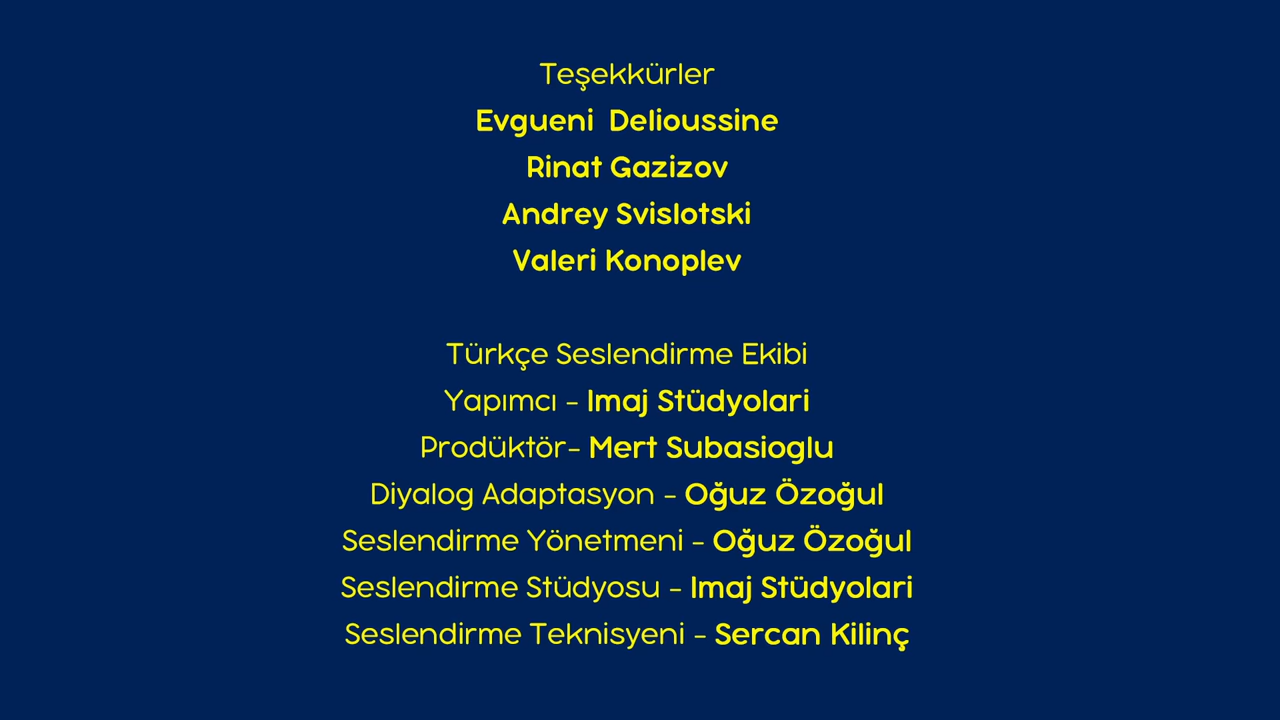 Teşekkürler
Evgueni  Delioussine
Rinat Gazizov
Andrey Svislotski
Valeri Konoplev
Türkçe Seslendirme Ekibi
Yapımcı - Imaj Stüdyolari
Prodüktör- Mert Subasioglu
Diyalog Adaptasyon - Oğuz Özoğul
Seslendirme Yönetmeni - Oğuz Özoğul
Seslendirme Stüdyosu - Imaj Stüdyolari
Seslendirme Teknisyeni - Sercan Kilinç